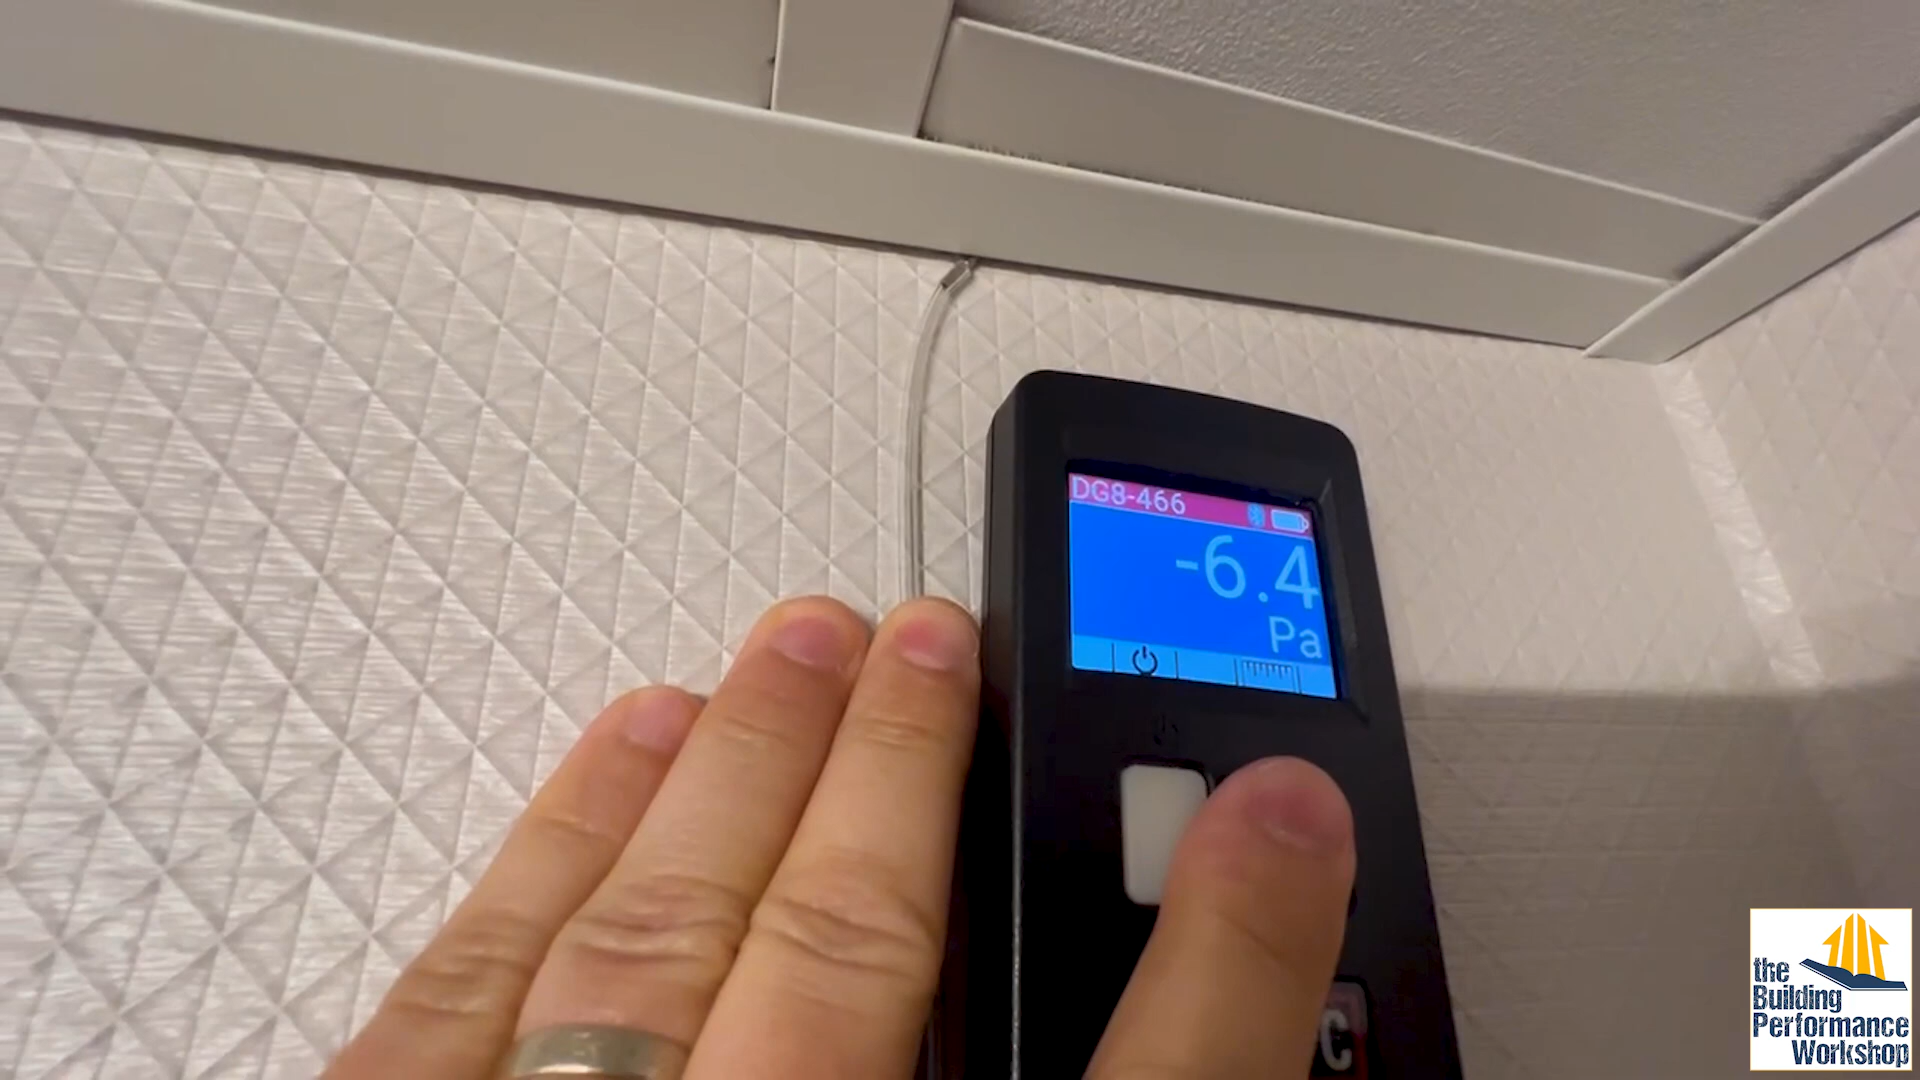 DG8-466
-6.4
Pa
C
the
Building
Performance
Workshop